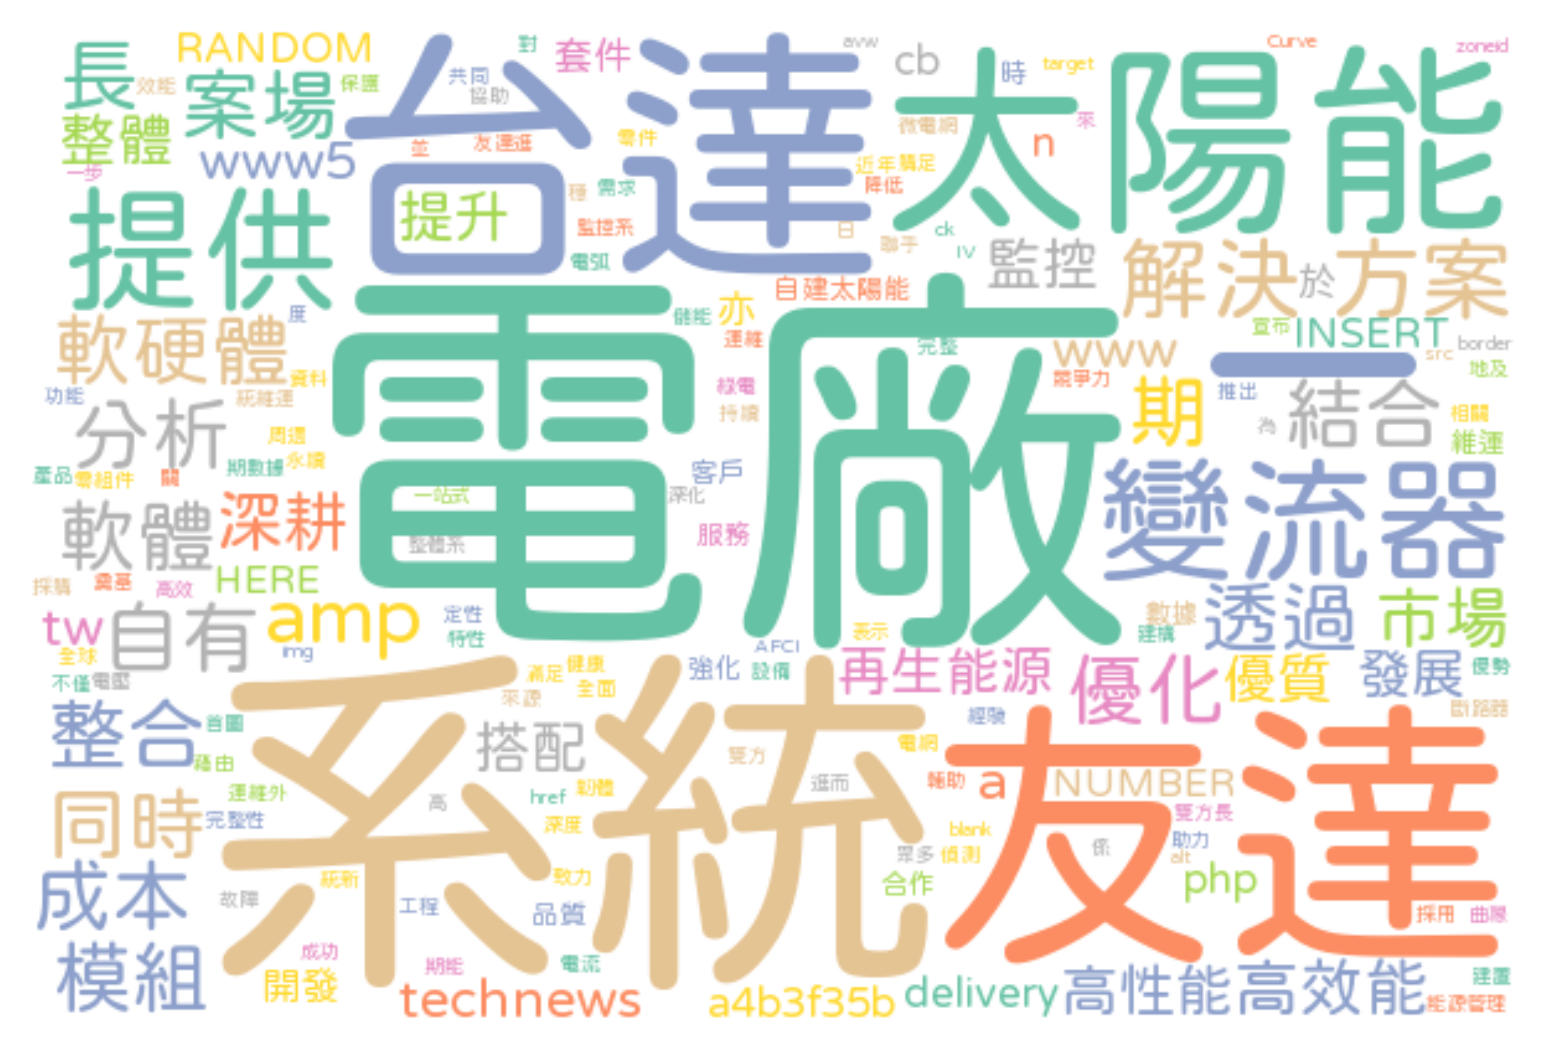 長
RANDOM
對
套件
avw
cb
時
target
Curve
zoneid
效能
案場
保護
共同
協助
台達
太陽能
來
整體
www5
一步
並
友達進
零件
微電網
n
近年
降低
提供
提升
種
需求
監控系
電弧
日
聯手
ck
IV
監控
解決方案
於
自建太陽能
軟硬體
度
儲能
亦
運維
完整
www
宣布
INSERT
border
src
地及
一
功能
資料
統維運
電廠
綠電
持續
競爭力
期
推出
結合
為
相關
維運
分析
周邊
永續
期數據
產品
零組件
關
一站式
客戶
深化
變流器
軟體
深耕
整體系
服務
採購
奠基
高效
HERE
tw
自有
amp
定性
特性
表示
數據
建構
透過
市場
全球
img
AFCI
不僅
電壓
滿足
健康
全面
來源
強化
設備
再生能源
優化
優質
發展
優勢
整合
首圖
藉由
系統
搭配
雙方
電網
經驗
斷路器
友達
同時
運維外
完整性
高
href
韌體
深度
進而
輔助
a
NUMBER
雙方長
blank
助力
成本
故障
統新
致力
眾多
偵測
合作
係
alt
php
工程
品質
採用
曲線
模組
成功
開發
期能
電流
technews
a4b3f35b
delivery
高性能
高效能
建置
能源管理